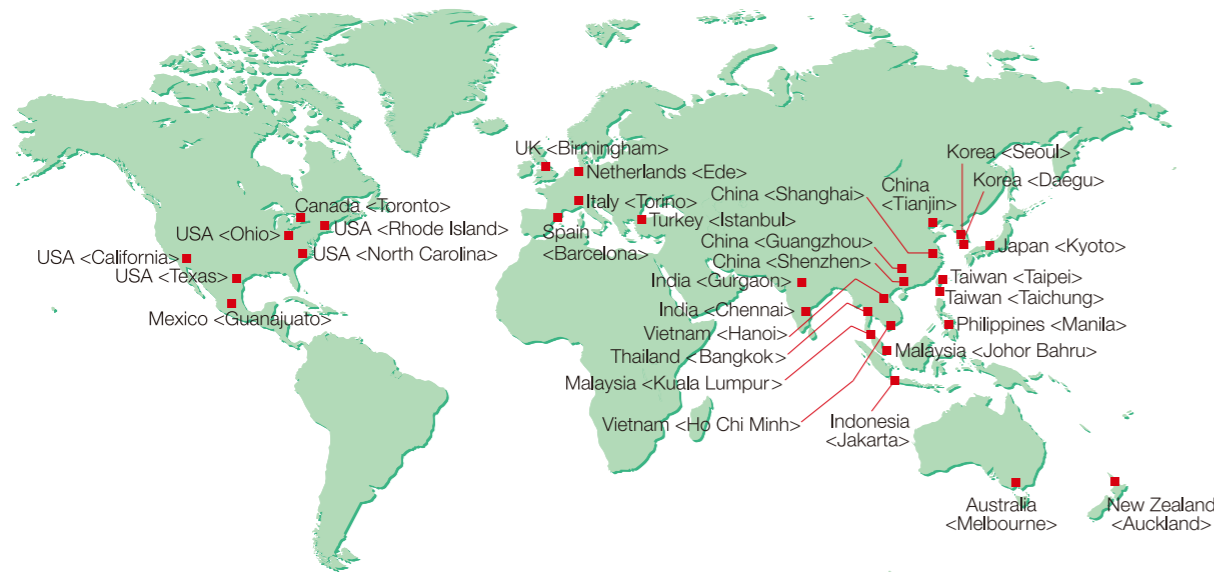 UK <Birmingham>
Netherlands <Ede>
Italy <Torino>
Spain
<Barcelona>
Turkey <Istanbul>
Canada <Toronto>
USA <Rhode Island>
USA <Ohio>
USA <North Carolina>
USA <California>
USA <Texas>
Mexico <Guanajuato>
Korea <Seoul>
Korea <Daegu>
China <Shanghai>
China
<Tianjin>
China <Guangzhou>
China <Shenzhen>
Japan <Kyoto>
India <Gurgaon>
Taiwan <Taipei>
Taiwan <Taichung>
India <Chennai>
Vietnam <Hanoi>
Philippines <Manila>
Thailand <Bangkok>
Malaysia <Johor Bahru>
Malaysia <Kuala Lumpur>
Vietnam <Ho Chi Minh>
Indonesia
<Jakarta>
Australia
<Melbourne>
New Zealand
<Auckland>